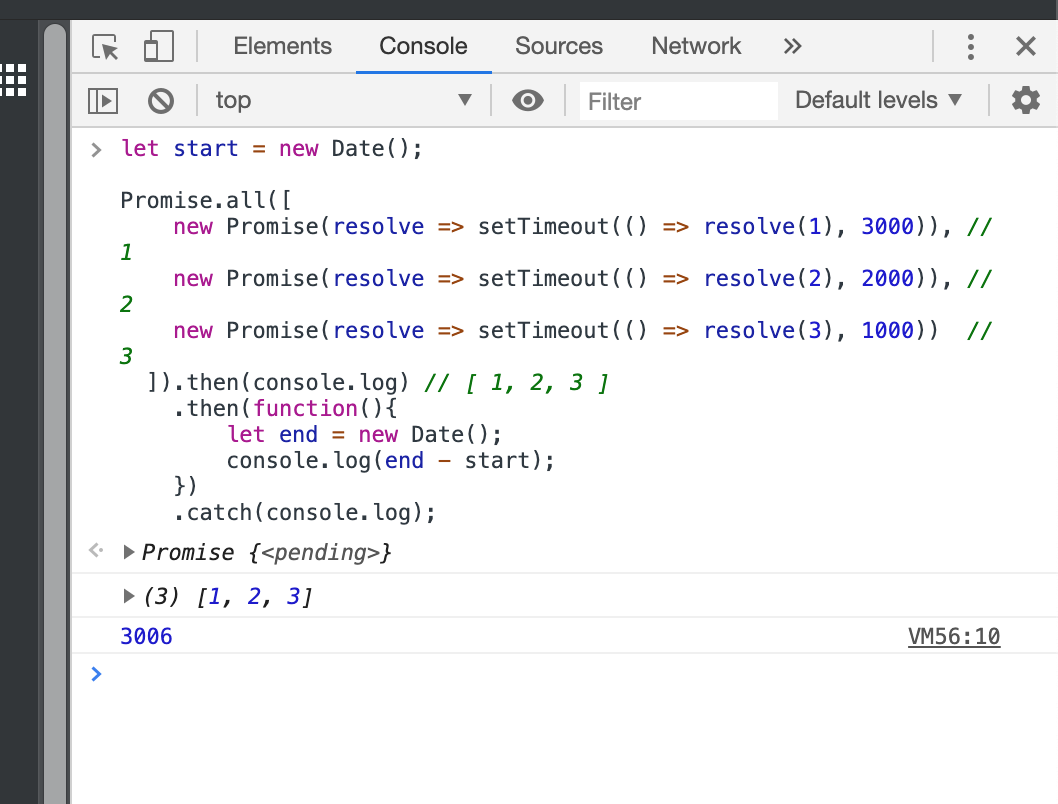 Elements Console Sources Network »
top ▼ Filter Default levels ▼
> let start = new Date();
Promise.all([
    new Promise(resolve => setTimeout(() => resolve(1), 3000)), //
1
    new Promise(resolve => setTimeout(() => resolve(2), 2000)), //
2
    new Promise(resolve => setTimeout(() => resolve(3), 1000))  //
3
  ]).then(console.log) // [ 1, 2, 3 ]
    .then(function(){
        let end = new Date();
        console.log(end - start);
    })
    .catch(console.log);
▶ Promise {<pending>}
▶ (3) [1, 2, 3]
3006 VM56:10
>